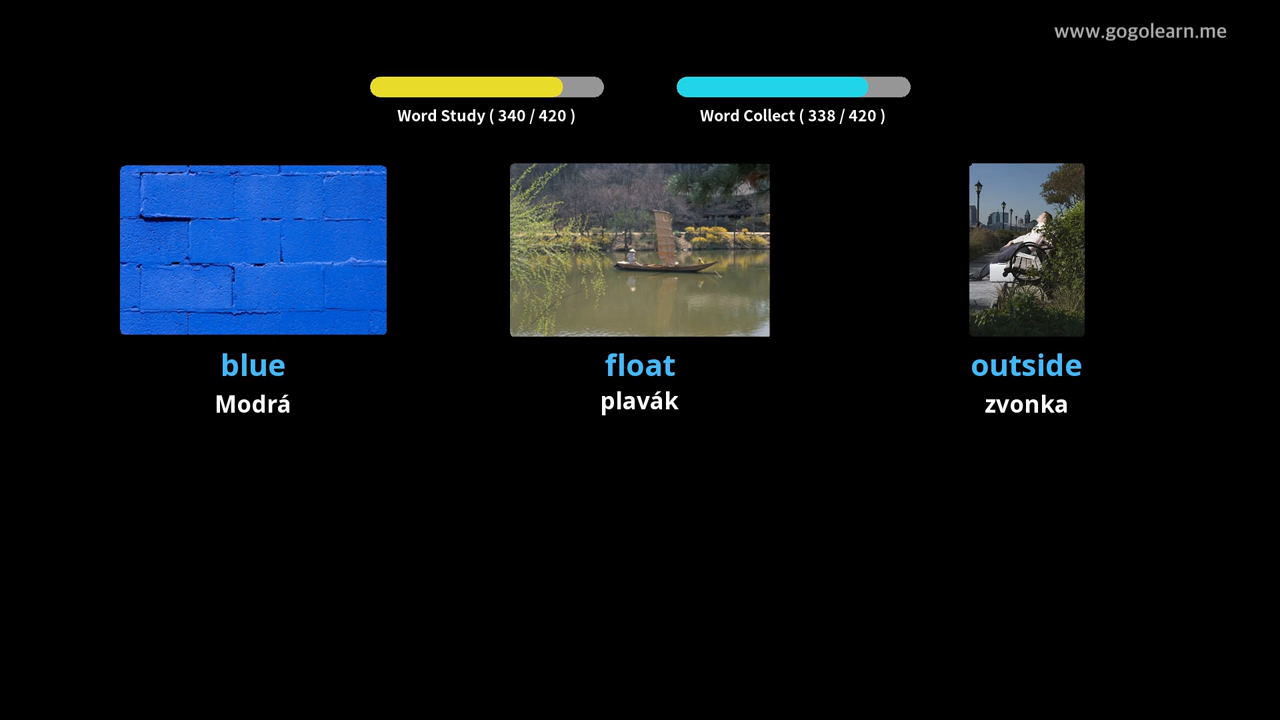 www.gogolearn.me
Word Study ( 340 / 420 )
Word Collect ( 338 / 420 )
blue
Modrá
float
plavák
outside
zvonka